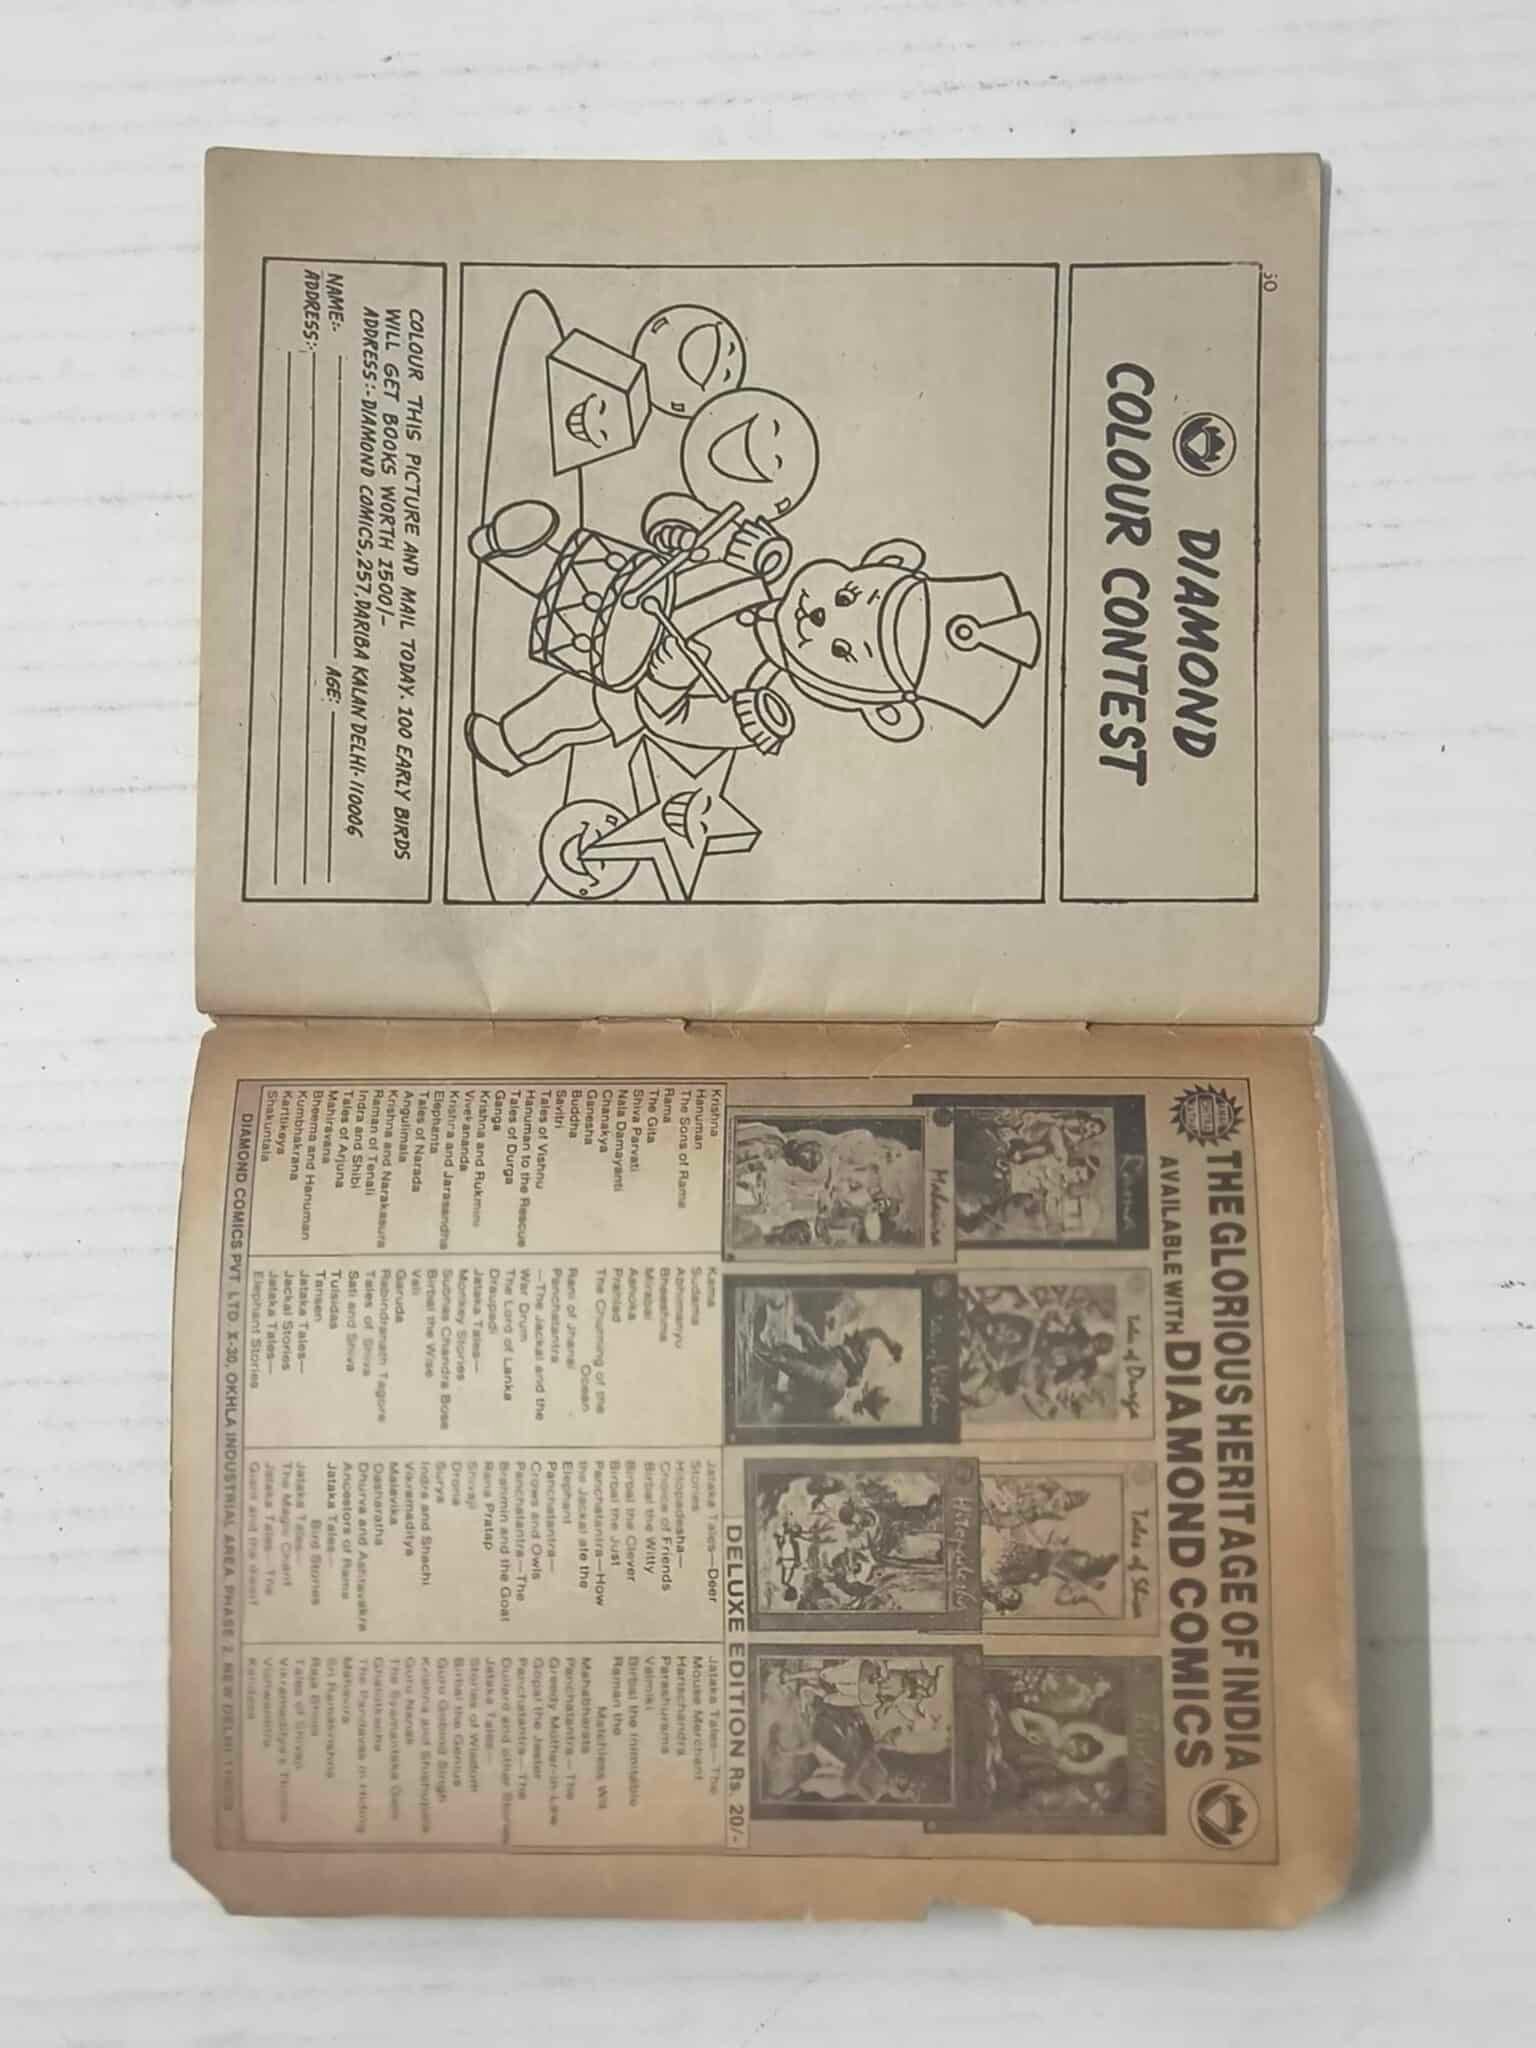 DIAMOND
COLOUR CONTEST
COLOUR THIS PICTURE AND MAIL TODAY. 100 EARLY BIRDS
WILL GET BOOKS WORTH 1500/-
ADDRESS:- DIAMOND COMICS, 257, DARIBA KALAN DELHI-110006
NAME:- AGE:
ADDRESS:-
THE GLORIOUS HERITAGE OF INDIA
AVAILABLE WITH DIAMOND COMICS
Rama
Tales of Durga
Tales of Shiva
Mahavira
Hitopadesha
DELUXE EDITION Rs. 20/-
Krishna
Hanuman
The Sons of Rama
Rama
The Gita
Shiva Parvati
Nala Damayanti
Chanakya
Ganesha
Buddha
Savitri
Tales of Vishnu
Hanuman to the Rescue
Tales of Durga
Ganga
Krishna and Rukmini
Vivekananda
Krishna and Jarasandha
Elephanta
Tales of Narada
Angulimala
Krishna and Narakasura
Raman of Tenali
Indra and Shibi
Tales of Arjuna
Mahiravana
Bheema and Hanuman
Kumbhakarana
Kartikeya
Shakuntala
Karna
Sudama
Abhimanyu
Bheeshma
Mirabai
Ashoka
Prahlad
The Churning of the
Ocean
Rani of Jhansi
Panchatantra
—The Jackal and the
War Drum
The Lord of Lanka
Draupadi
Jataka Tales—
Monkey Stories
Subhas Chandra Bose
Birbal the Wise
Vali
Garuda
Rabindranath Tagore
Tales of Shiva
Sati and Shiva
Tulsidas
Tansen
Jataka Tales—
Jackal Stories
Jataka Tales—
Elephant Stories
Jataka Tales—Deer
Stories
Hitopadesha—
Choice of Friends
Birbal the Witty
Birbal the Clever
Birbal the Just
Panchatantra—How
the Jackal ate the
Elephant
Panchatantra—
Crows and Owls
Panchatantra—The
Brahmin and the Goat
Rana Pratap
Shivaji
Drona
Surya
Indra and Shachi
Vikramaditya
Malavika
Dasharatha
Dhurva and Ashtavakra
Ancestors of Rama
Jataka Tales—
Bird Stories
Jataka Tales—
The Magic Chant
Jataka Tales—The
Giant and the
Jataka Tales—The
Mouse Merchant
Harischandra
Parashurama
Valmiki
Birbal the Inimitable
Raman the
Matchless Wit
Mahabharata
Panchatantra—The
Greedy Mother-in-Law
Gopal the Jester
Panchatantra—The
Dullard and other Stories
Jataka Tales—
Stories of Wisdom
Birbal the Genius
Guru Gobind Singh
Krishna and Shishupala
Guru Nanak
The Syamantaka Gem
Ghatotkacha
The Pandavas in Hiding
Mahavira
Sri Ramakrishna
Raja Bhoja
Tales of Shivaji
Vikramaditya's Throne
Vishwamitra
Kalidasa
DIAMOND COMICS PVT. LTD. X-30, OKHLA INDUSTRIAL AREA, PHASE 2, NEW DELHI-110020